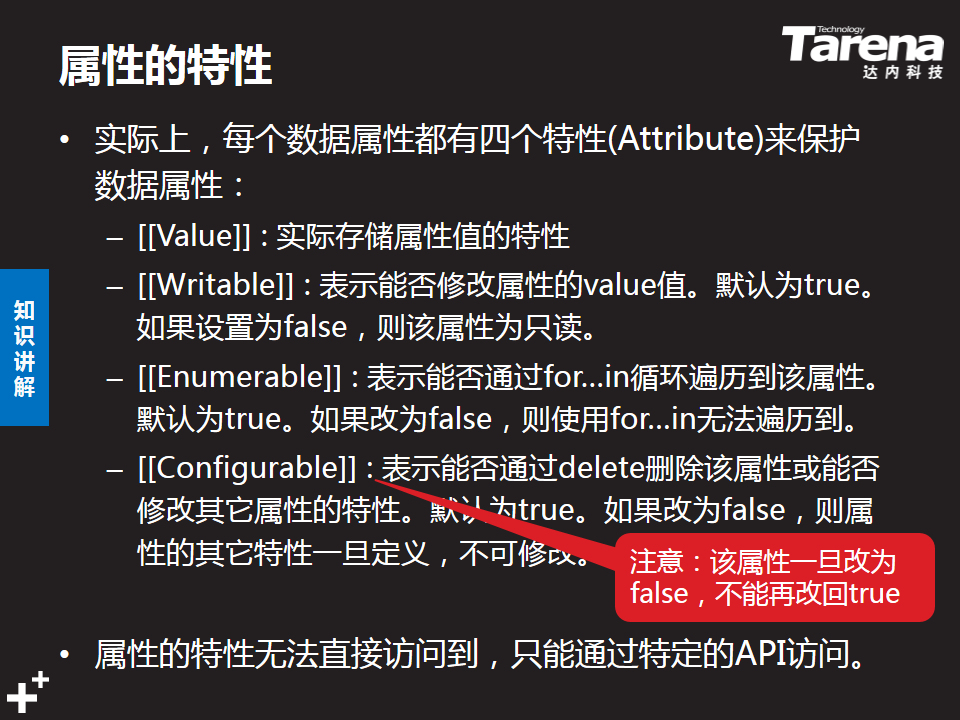 属性的特性
Technology
Tarena
达内科技
• 实际上，每个数据属性都有四个特性(Attribute)来保护
数据属性：
– [[Value]] : 实际存储属性值的特性
– [[Writable]] : 表示能否修改属性的value值。默认为true。
如果设置为false，则该属性为只读。
– [[Enumerable]] : 表示能否通过for...in循环遍历到该属性。
默认为true。如果改为false，则使用for...in无法遍历到。
– [[Configurable]] : 表示能否通过delete删除该属性或能否
修改其它属性的特性。默认为true。如果改为false，则属
性的其它特性一旦定义，不可修改。
注意：该属性一旦改为
false，不能再改回true
• 属性的特性无法直接访问到，只能通过特定的API访问。
知
识
讲
解